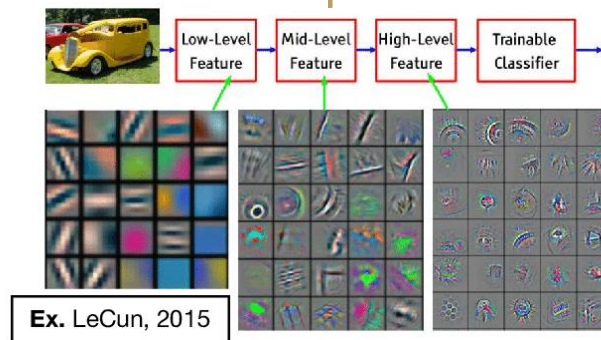 Low-Level
Feature
Mid-Level
Feature
High-Level
Feature
Trainable
Classifier
Ex. LeCun, 2015